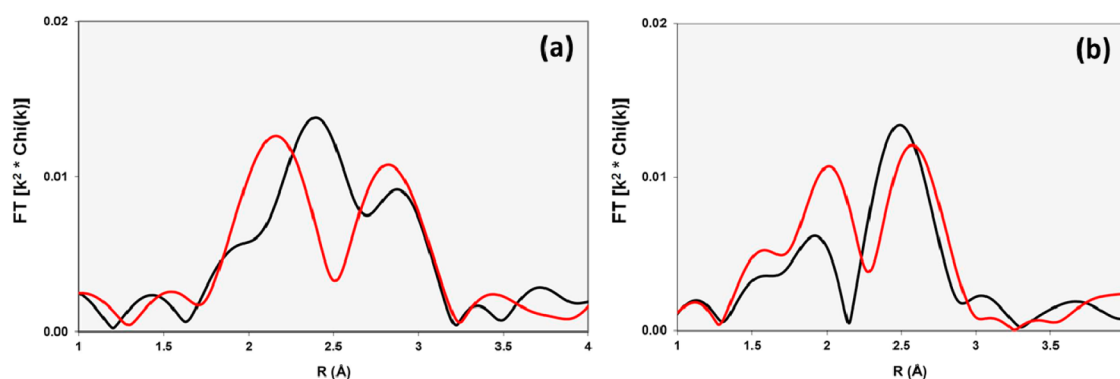 (a)
0.02
0.01
0.00
FT [k² * Chi(k)]
1 1.5 2 2.5 3 3.5 4
R (Å)
(b)
0.02
0.01
0.00
FT [k² * Chi(k)]
1 1.5 2 2.5 3 3.5
R (Å)